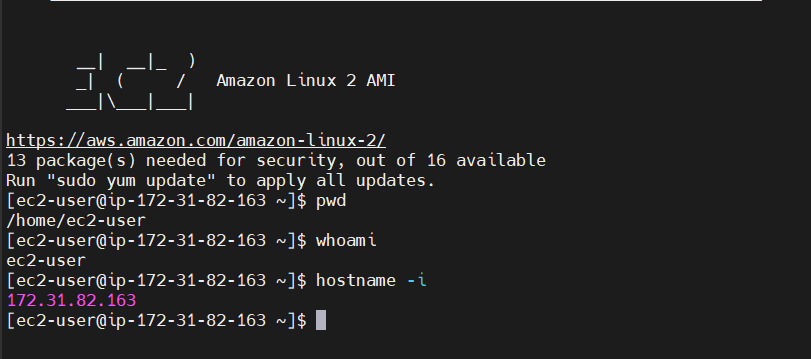 __|  __|_  )
_|  (     /   Amazon Linux 2 AMI
___|\___|___|
https://aws.amazon.com/amazon-linux-2/
13 package(s) needed for security, out of 16 available
Run "sudo yum update" to apply all updates.
[ec2-user@ip-172-31-82-163 ~]$ pwd
/home/ec2-user
[ec2-user@ip-172-31-82-163 ~]$ whoami
ec2-user
[ec2-user@ip-172-31-82-163 ~]$ hostname -i
172.31.82.163
[ec2-user@ip-172-31-82-163 ~]$